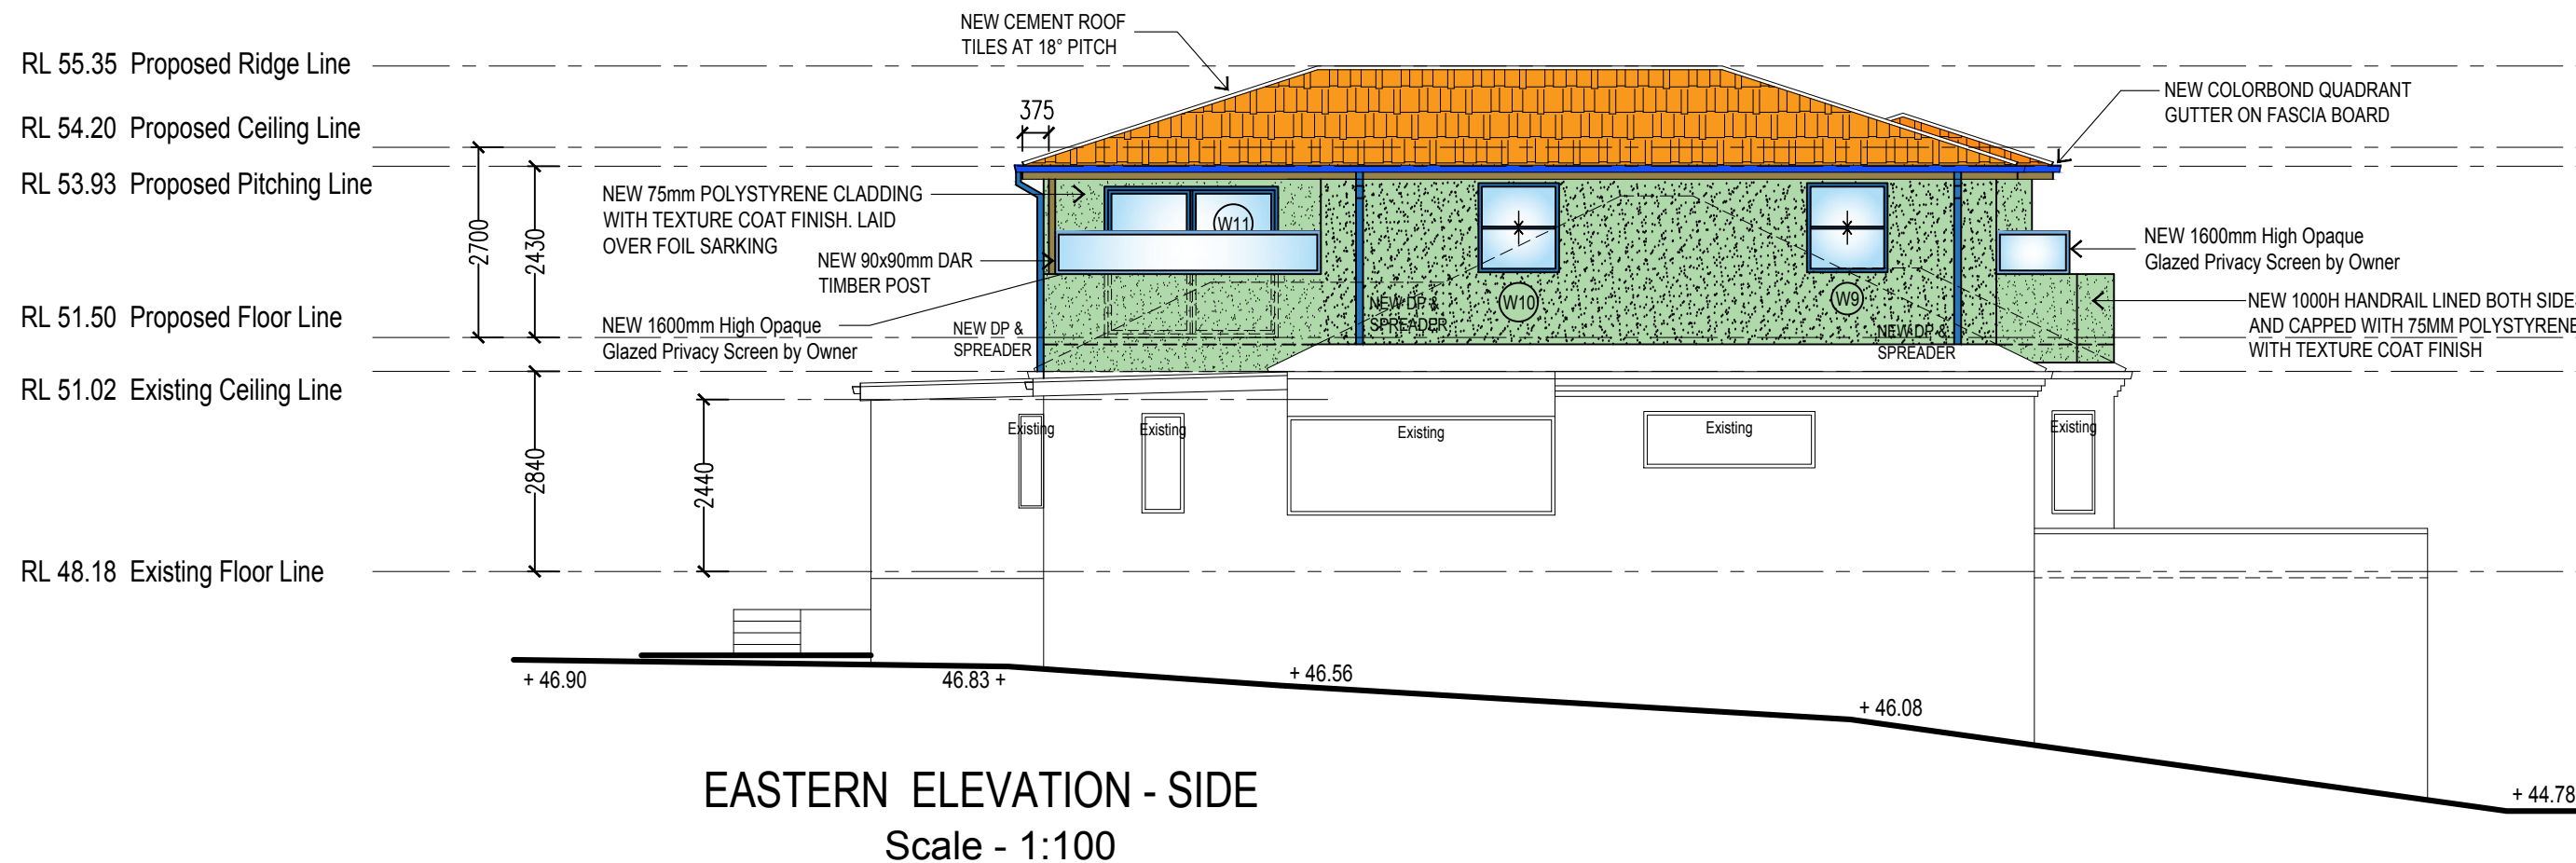 NEW CEMENT ROOF
TILES AT 18° PITCH
RL 55.35 Proposed Ridge Line
NEW COLORBOND QUADRANT
GUTTER ON FASCIA BOARD
375
RL 54.20 Proposed Ceiling Line
RL 53.93 Proposed Pitching Line
NEW 75mm POLYSTYRENE CLADDING
WITH TEXTURE COAT FINISH. LAID
OVER FOIL SARKING
2700
2430
W11
NEW 1600mm High Opaque
Glazed Privacy Screen by Owner
NEW 90x90mm DAR
TIMBER POST
W10
W9
NEW DP &
SPREADER
NEW 1000H HANDRAIL LINED BOTH SIDE
AND CAPPED WITH 75MM POLYSTYRENE
WITH TEXTURE COAT FINISH
RL 51.50 Proposed Floor Line
NEW 1600mm High Opaque
Glazed Privacy Screen by Owner
NEW DP &
SPREADER
NEW DP &
SPREADER
RL 51.02 Existing Ceiling Line
Existing
Existing
Existing
Existing
Existing
2840
2440
RL 48.18 Existing Floor Line
+ 46.90
46.83 +
+ 46.56
+ 46.08
+ 44.78
EASTERN ELEVATION - SIDE
Scale - 1:100